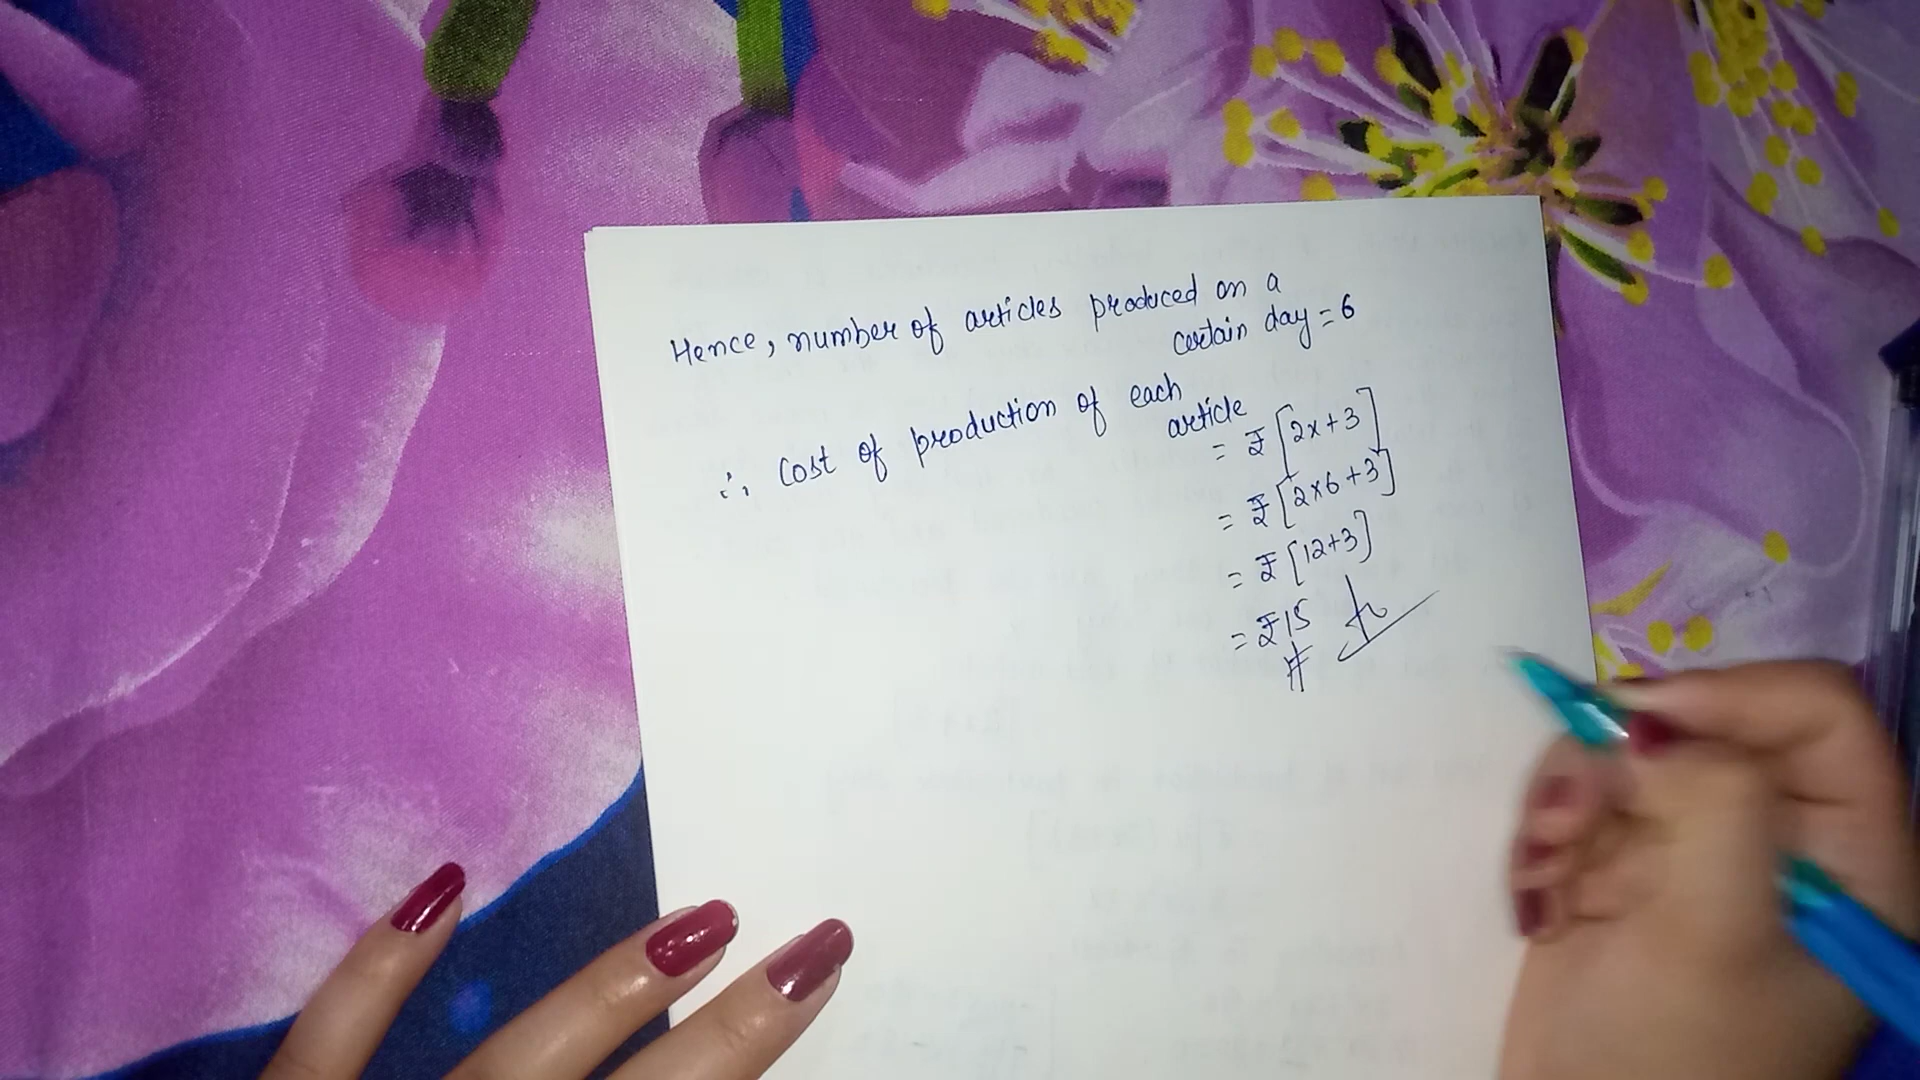 Hence, number of articles produced on a
certain day = 6
∴ Cost of production of each
article
= ₹ [2x+3]
= ₹ [2×6+3]
= ₹ [12+3]
= ₹15